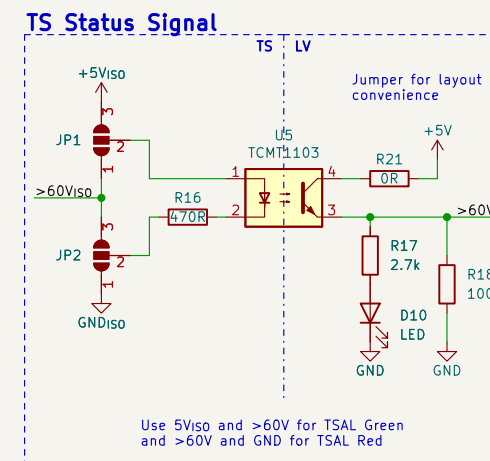 TS Status Signal
TS LV
+5VISO
Jumper for layout
convenience
3
JP1
2
1
U5
TCMT1103
+5V
R21
0R
1
4
>60VISO
R16
470R
2
3
>60V
3
JP2
2
1
R17
2.7k
R18
100
GNDISO
D10
LED
GND
GND
Use 5VISO and >60V for TSAL Green
and >60V and GND for TSAL Red